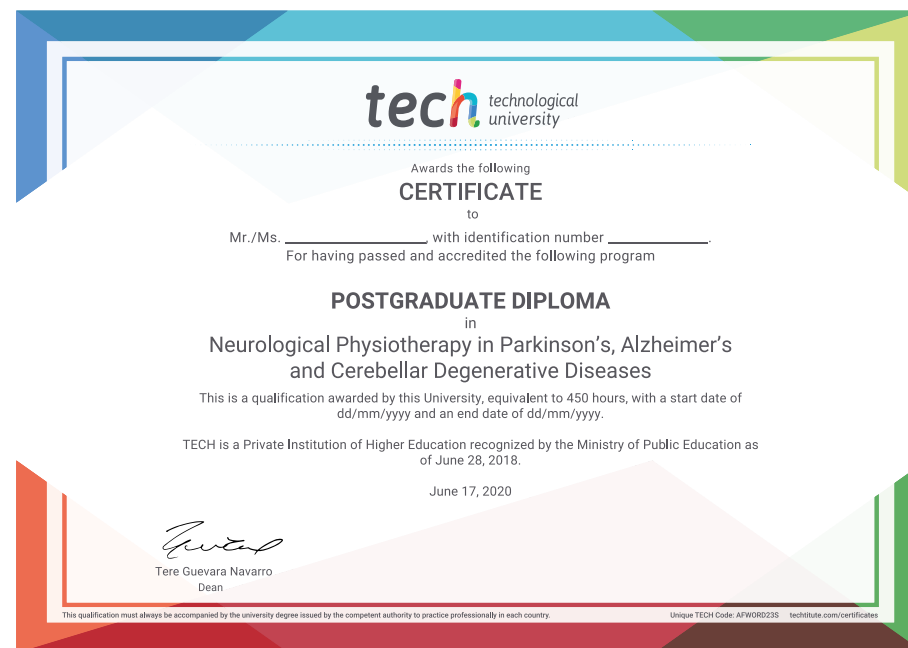 tech technological
university
Awards the following
CERTIFICATE
to
Mr./Ms. ____________________, with identification number ______________.
For having passed and accredited the following program
POSTGRADUATE DIPLOMA
in
Neurological Physiotherapy in Parkinson's, Alzheimer's
and Cerebellar Degenerative Diseases
This is a qualification awarded by this University, equivalent to 450 hours, with a start date of
dd/mm/yyyy and an end date of dd/mm/yyyy.
TECH is a Private Institution of Higher Education recognized by the Ministry of Public Education as
of June 28, 2018.
June 17, 2020
Tere Guevara Navarro
Dean
This qualification must always be accompanied by the university degree issued by the competent authority to practice professionally in each country. Unique TECH Code: AFWORD23S techtitute.com/certificates